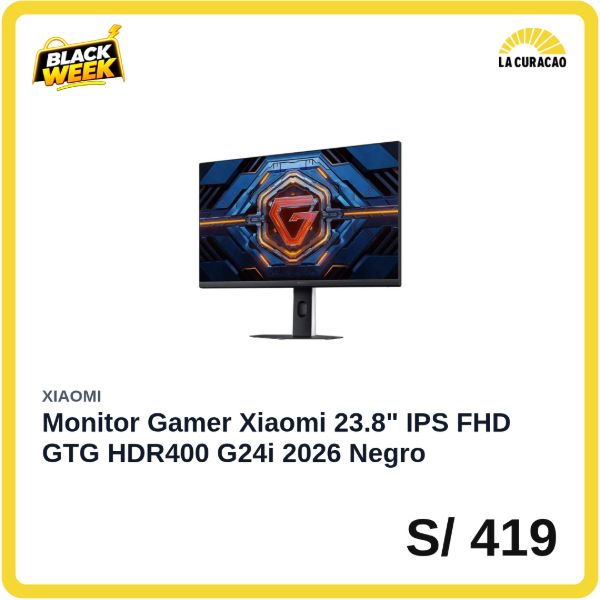 BLACK
WEEK
LA CURACAO
XIAOMI
Monitor Gamer Xiaomi 23.8" IPS FHD
GTG HDR400 G24i 2026 Negro
S/ 419